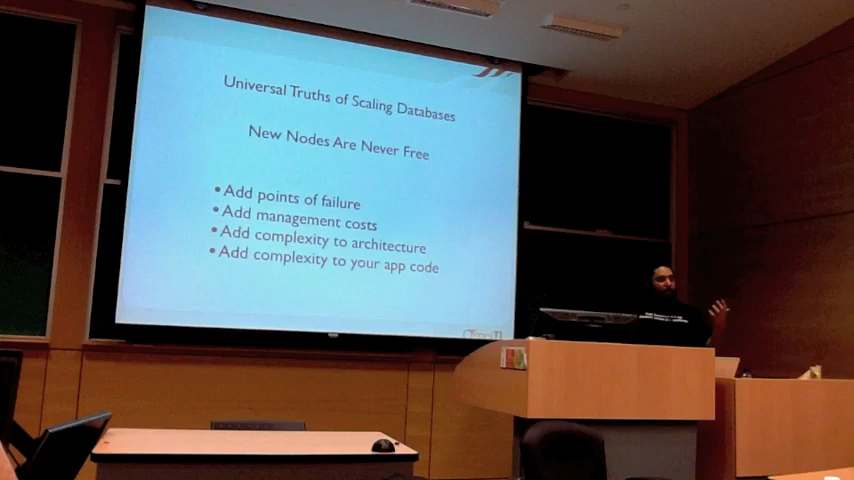 Universal Truths of Scaling Databases
New Nodes Are Never Free
• Add points of failure
• Add management costs
• Add complexity to architecture
• Add complexity to your app code